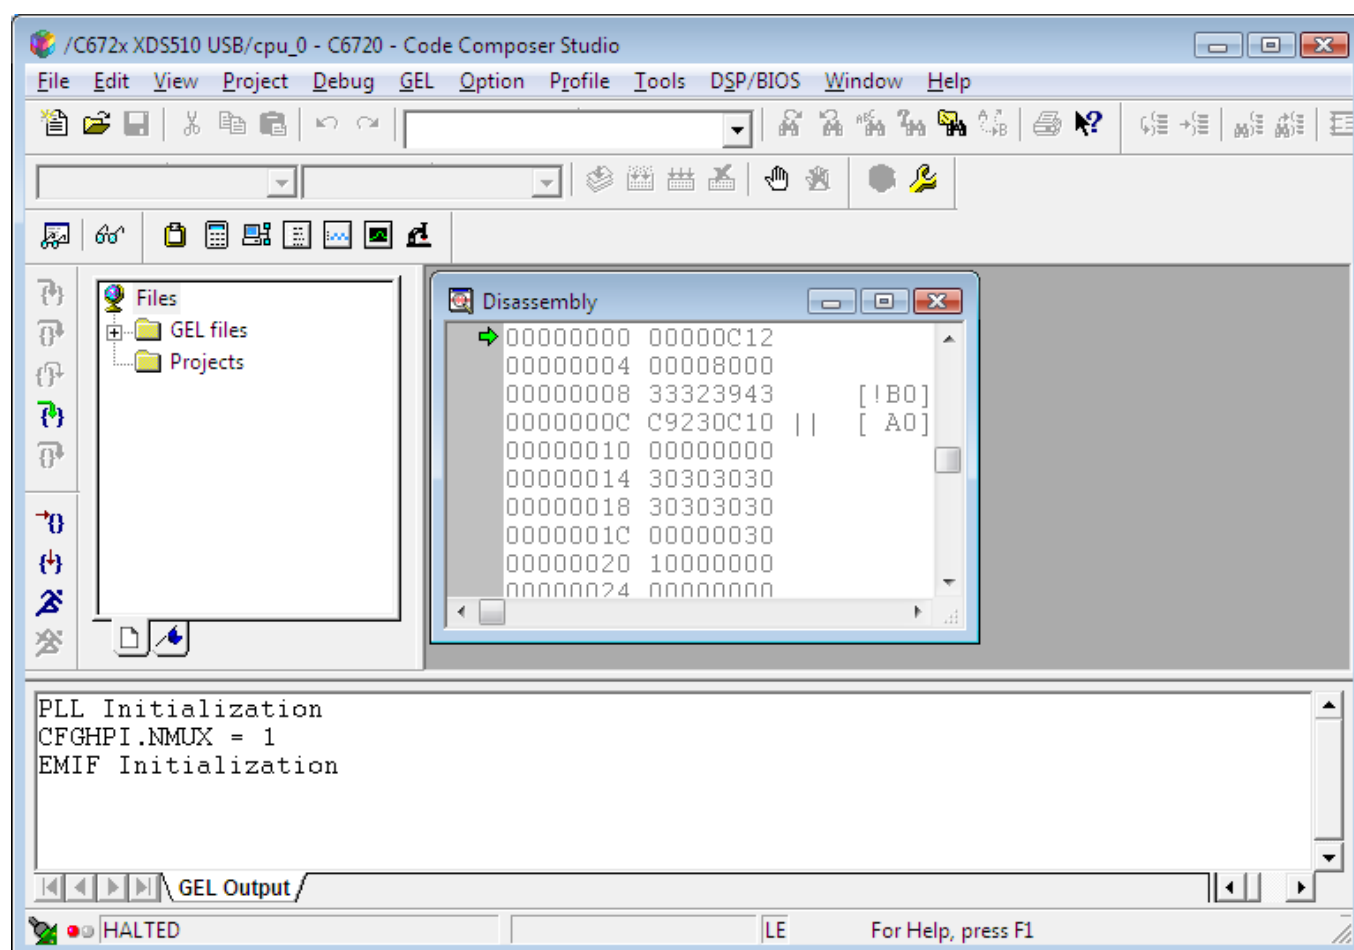 /C672x XDS510 USB/cpu_0 - C6720 - Code Composer Studio
File Edit View Project Debug GEL Option Profile Tools DSP/BIOS Window Help
Files
GEL files
Projects
Disassembly
00000000 00000C12
00000004 00008000
00000008 33323943 [!B0]
0000000C C9230C10 || [ A0]
00000010 00000000
00000014 30303030
00000018 30303030
0000001C 00000030
00000020 10000000
00000024 00000000
PLL Initialization
CFGHPI.NMUX = 1
EMIF Initialization
GEL Output
HALTED LE For Help, press F1